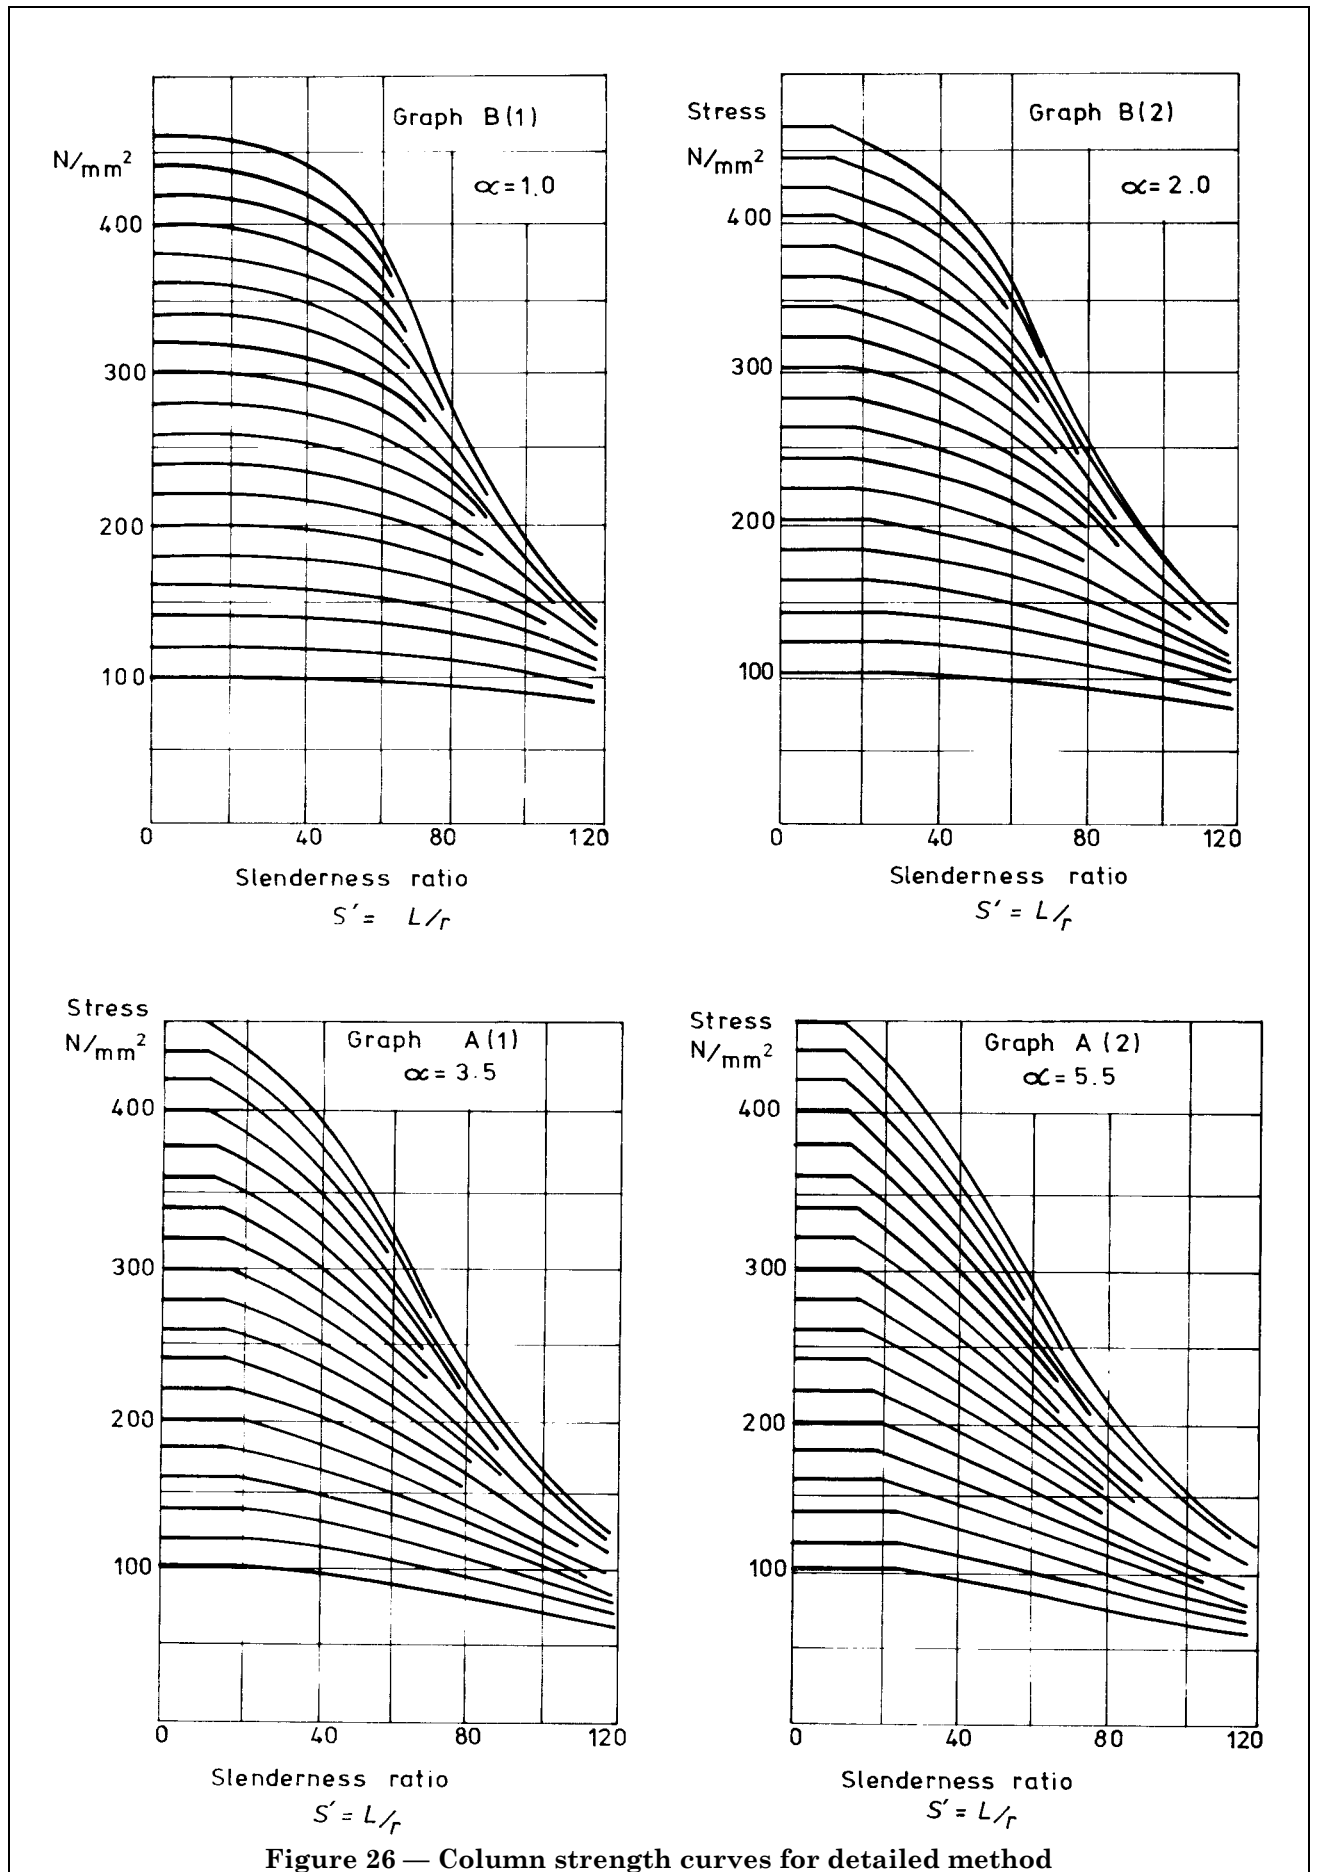 Graph B(1)
N/mm²
∝=1.0
400
300
200
100
0 40 80 120
Slenderness ratio
S' = L/r
Stress
Graph B(2)
N/mm²
∝= 2.0
400
300
200
100
0 40 80 120
Slenderness ratio
S' = L/r
Stress
Graph A(1)
N/mm²
∝= 3.5
400
300
200
100
0 40 80 120
Slenderness ratio
S' = L/r
Stress
Graph A(2)
N/mm²
∝= 5.5
400
300
200
100
0 40 80 120
Slenderness ratio
S' = L/r
Figure 26 — Column strength curves for detailed method